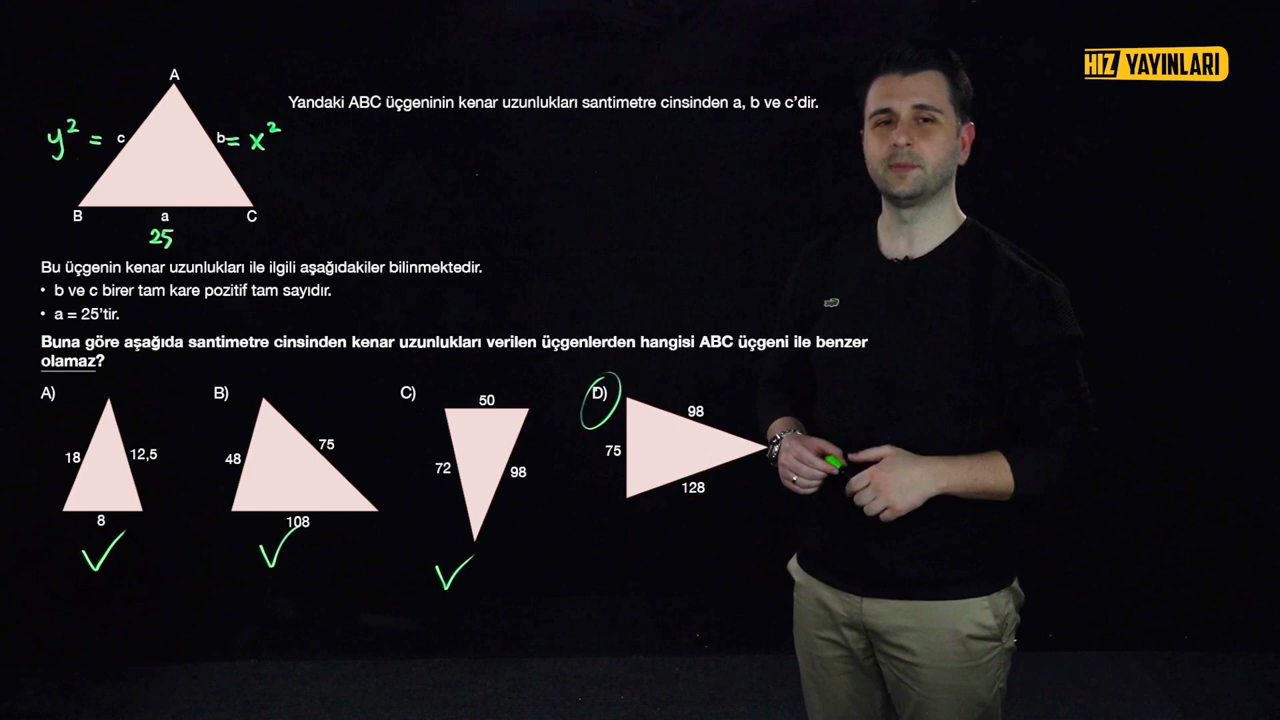 HIZ YAYINLARI
A
Yandaki ABC üçgeninin kenar uzunlukları santimetre cinsinden a, b ve c'dir.
y² = c
b = x²
B
a
C
25
Bu üçgenin kenar uzunlukları ile ilgili aşağıdakiler bilinmektedir.
• b ve c birer tam kare pozitif tam sayıdır.
• a = 25'tir.
Buna göre aşağıda santimetre cinsinden kenar uzunlukları verilen üçgenlerden hangisi ABC üçgeni ile benzer
olamaz?
A)
18
12,5
8
B)
48
75
108
C)
50
72
98
D)
98
75
128